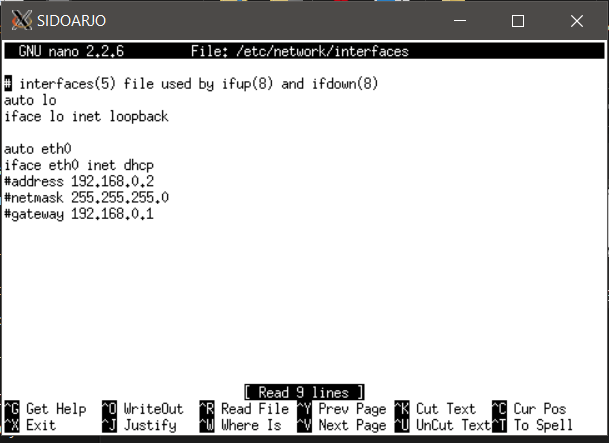 SIDOARJO
GNU nano 2.2.6 File: /etc/network/interfaces
# interfaces(5) file used by ifup(8) and ifdown(8)
auto lo
iface lo inet loopback
auto eth0
iface eth0 inet dhcp
#address 192.168.0.2
#netmask 255.255.255.0
#gateway 192.168.0.1
[ Read 9 lines ]
^G Get Help ^O WriteOut ^R Read File ^Y Prev Page ^K Cut Text ^C Cur Pos
^X Exit ^J Justify ^W Where Is ^V Next Page ^U UnCut Text ^T To Spell